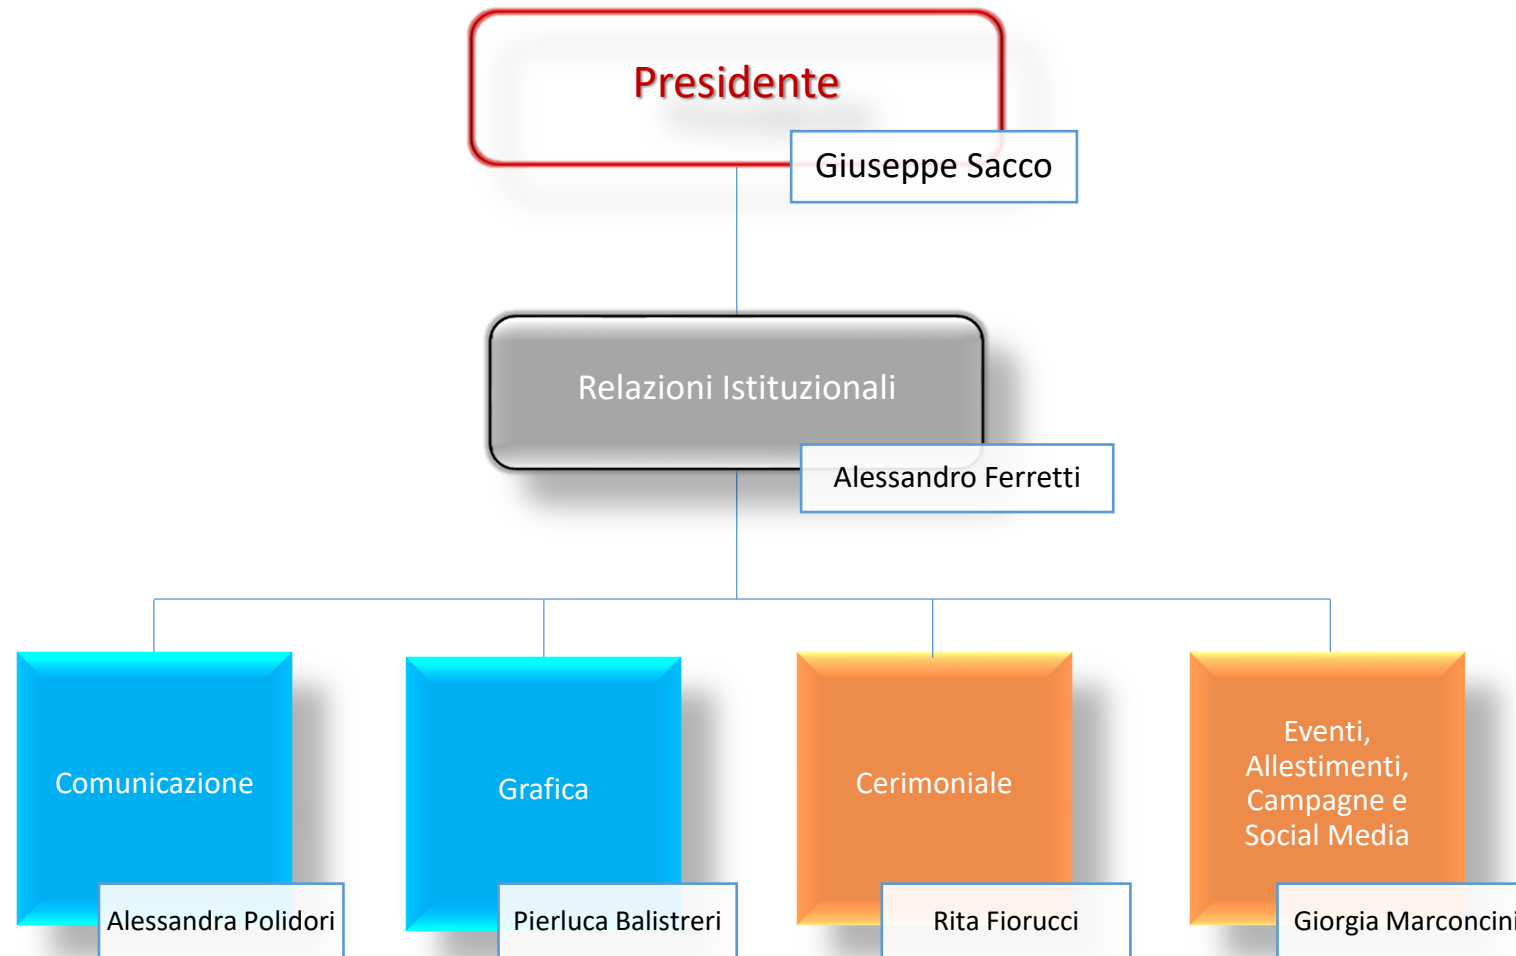 Presidente
Giuseppe Sacco
Relazioni Istituzionali
Alessandro Ferretti
Comunicazione
Alessandra Polidori
Grafica
Pierluca Balistreri
Cerimoniale
Rita Fiorucci
Eventi,
Allestimenti,
Campagne e
Social Media
Giorgia Marconcini